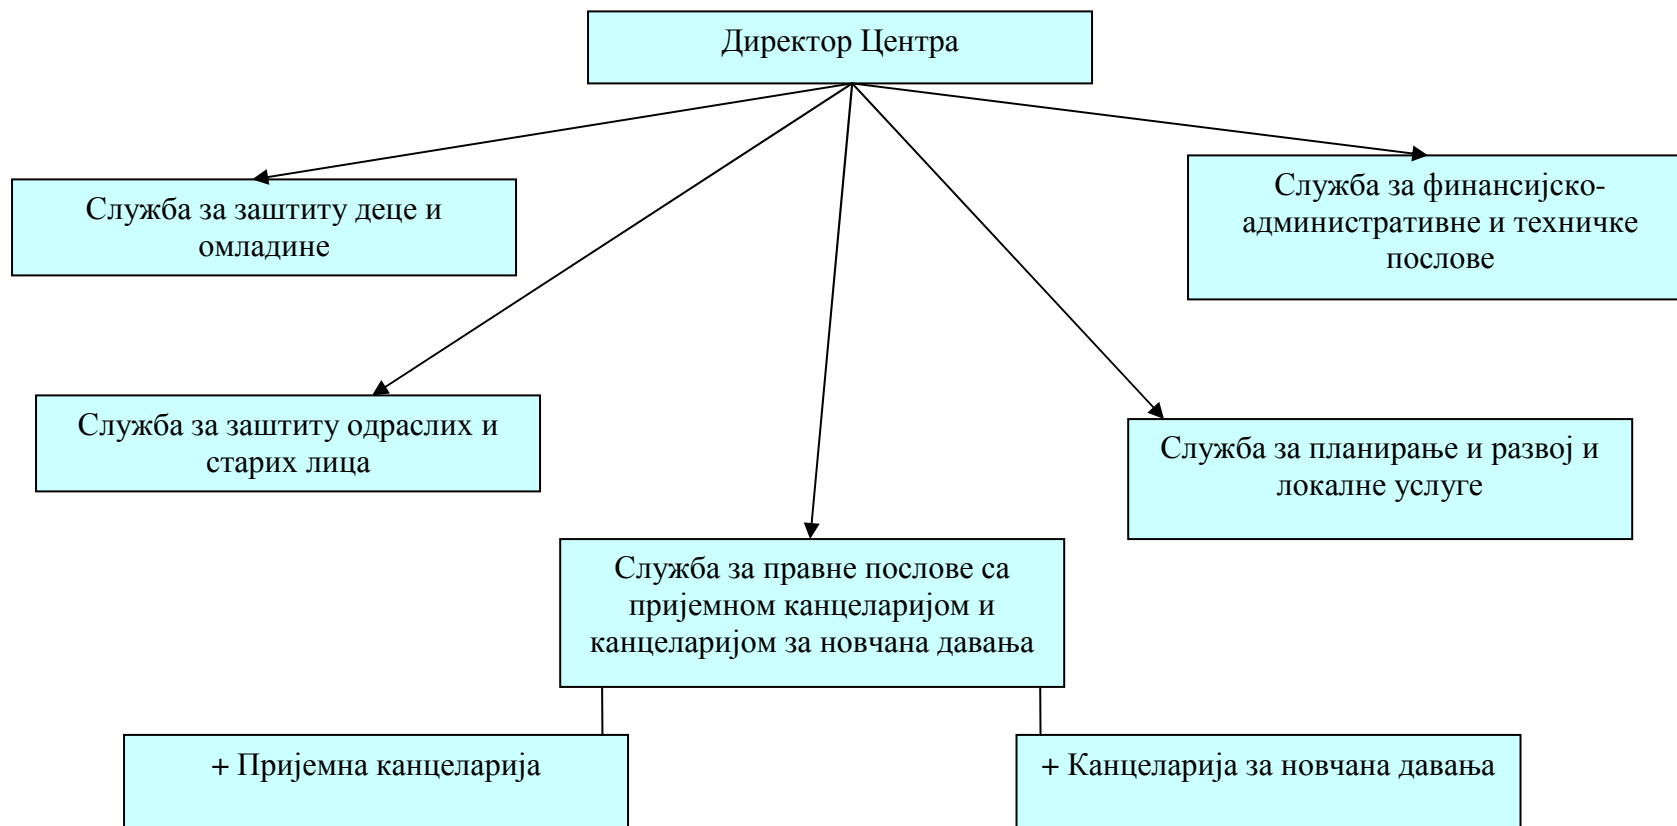 Директор Центра
Служба за заштиту деце и
омладине
Служба за финансијско-
административне и техничке
послове
Служба за заштиту одраслих и
старих лица
Служба за планирање и развој и
локалне услуге
Служба за правне послове са
пријемном канцеларијом и
канцеларијом за новчана давања
+ Пријемна канцеларија
+ Канцеларија за новчана давања